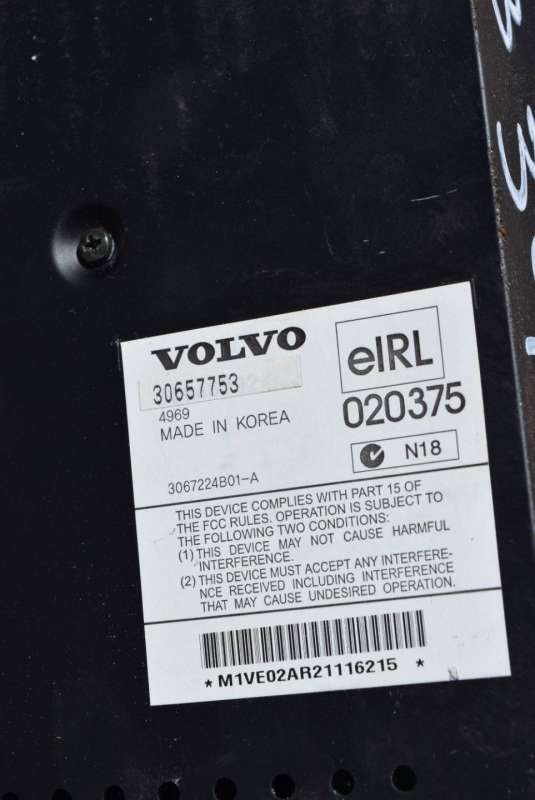 VOLVO
30657753
4969
MADE IN KOREA
eIRL
020375
N18
3067224B01-A
THIS DEVICE COMPLIES WITH PART 15 OF
THE FCC RULES. OPERATION IS SUBJECT TO
THE FOLLOWING TWO CONDITIONS:
(1) THIS DEVICE MAY NOT CAUSE HARMFUL
INTERFERENCE.
(2) THIS DEVICE MUST ACCEPT ANY INTERFERE-
NCE RECEIVED INCLUDING INTERFERENCE
THAT MAY CAUSE UNDESIRED OPERATION.
* M1VE02AR21116215 *